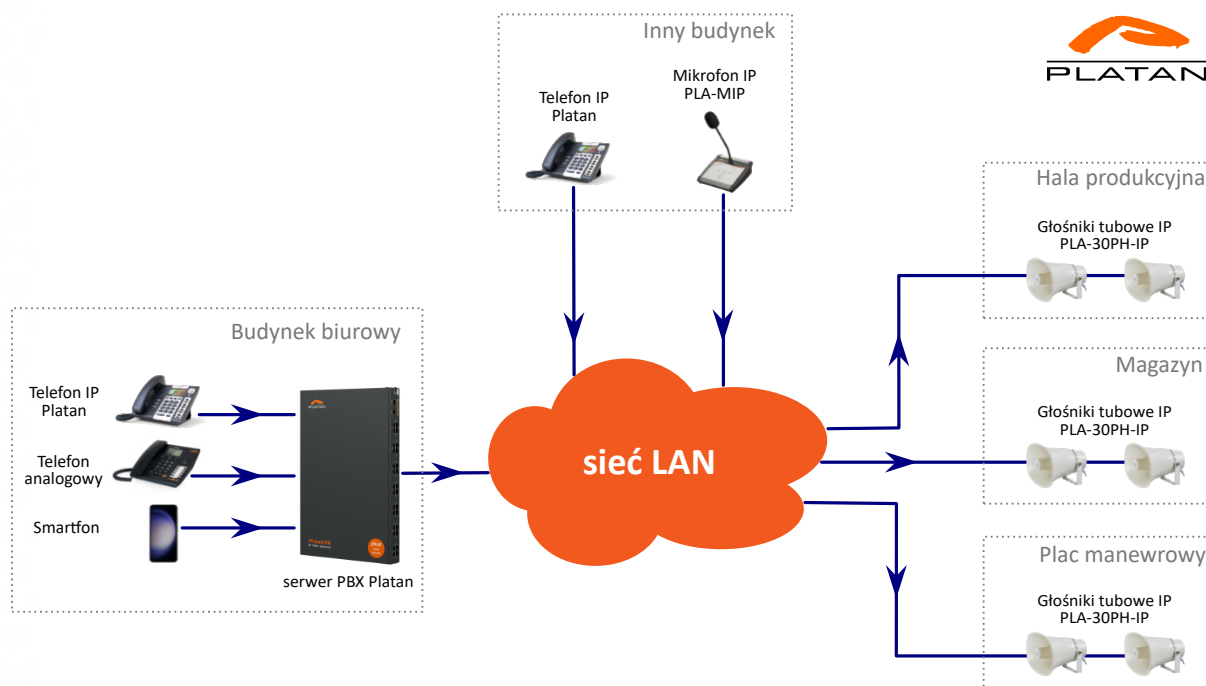 Inny budynek
Telefon IP
Platan
Mikrofon IP
PLA-MIP
PLATAN
Hala produkcyjna
Głośniki tubowe IP
PLA-30PH-IP
Budynek biurowy
Telefon IP
Platan
Telefon
analogowy
Smartfon
PLATAN
serwer PBX Platan
sieć LAN
Magazyn
Głośniki tubowe IP
PLA-30PH-IP
Plac manewrowy
Głośniki tubowe IP
PLA-30PH-IP